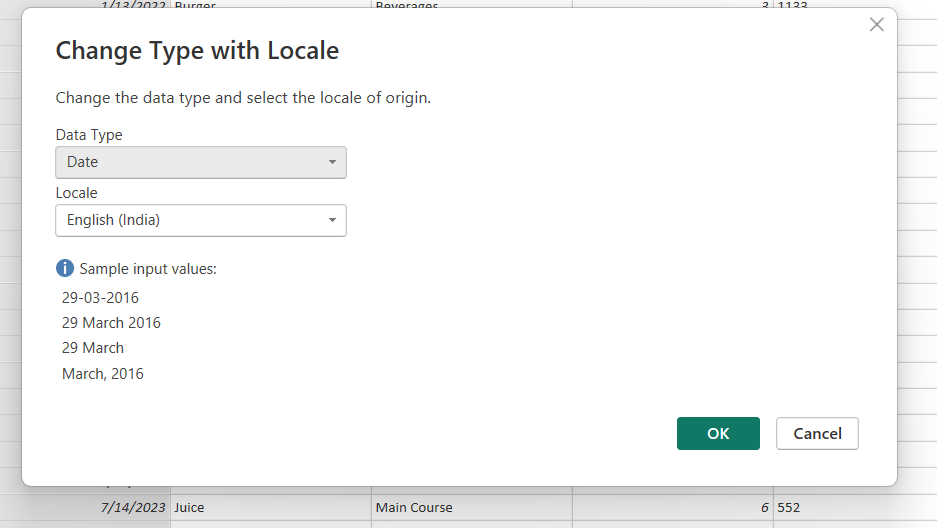 1/13/2022 Burger Beverages 3 1133
Change Type with Locale
Change the data type and select the locale of origin.
Data Type
Date
Locale
English (India)
Sample input values:
29-03-2016
29 March 2016
29 March
March, 2016
OK Cancel
7/14/2023 Juice Main Course 6 552